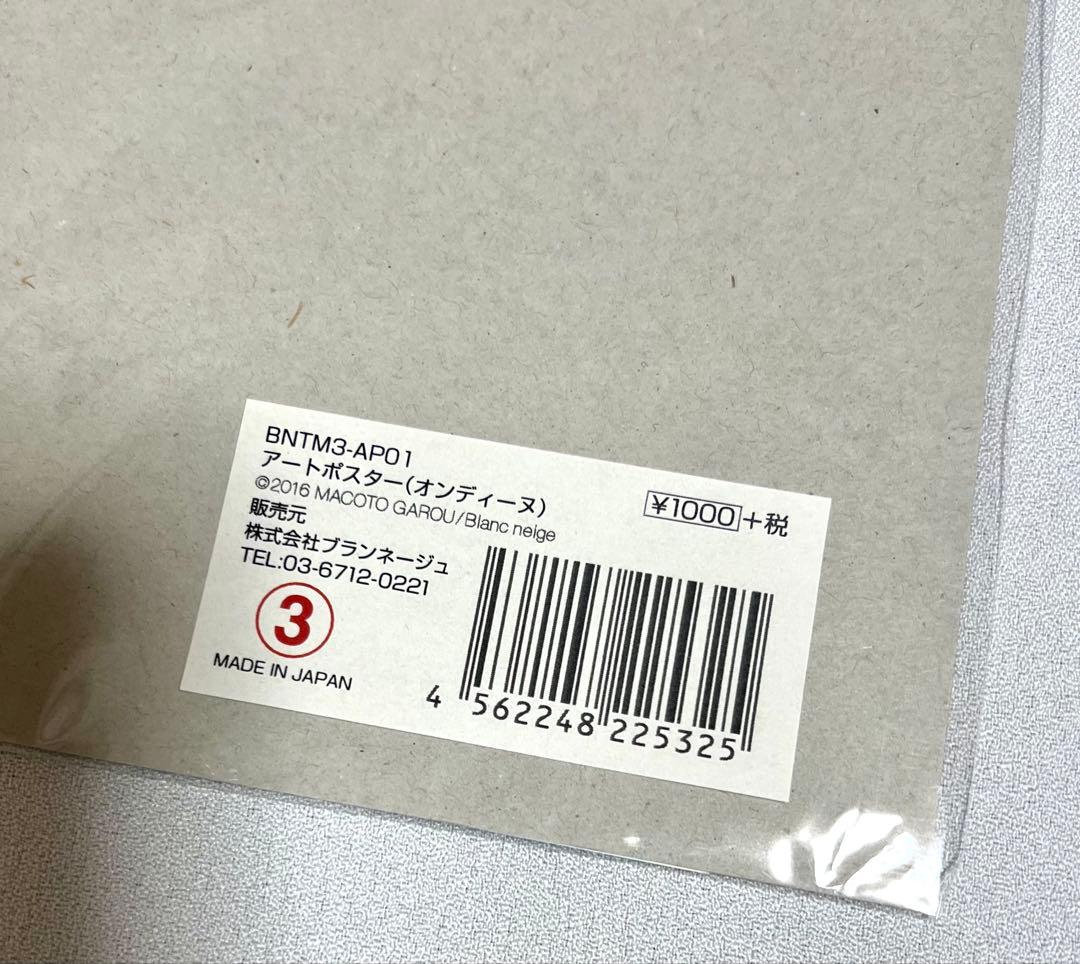 BNTM3-AP01
アートポスター(オンディーヌ)
©2016 MACOTO GAROU/Blanc neige
¥1000+税
販売元
株式会社ブランネージュ
TEL:03-6712-0221
3
MADE IN JAPAN
4 562248 225325